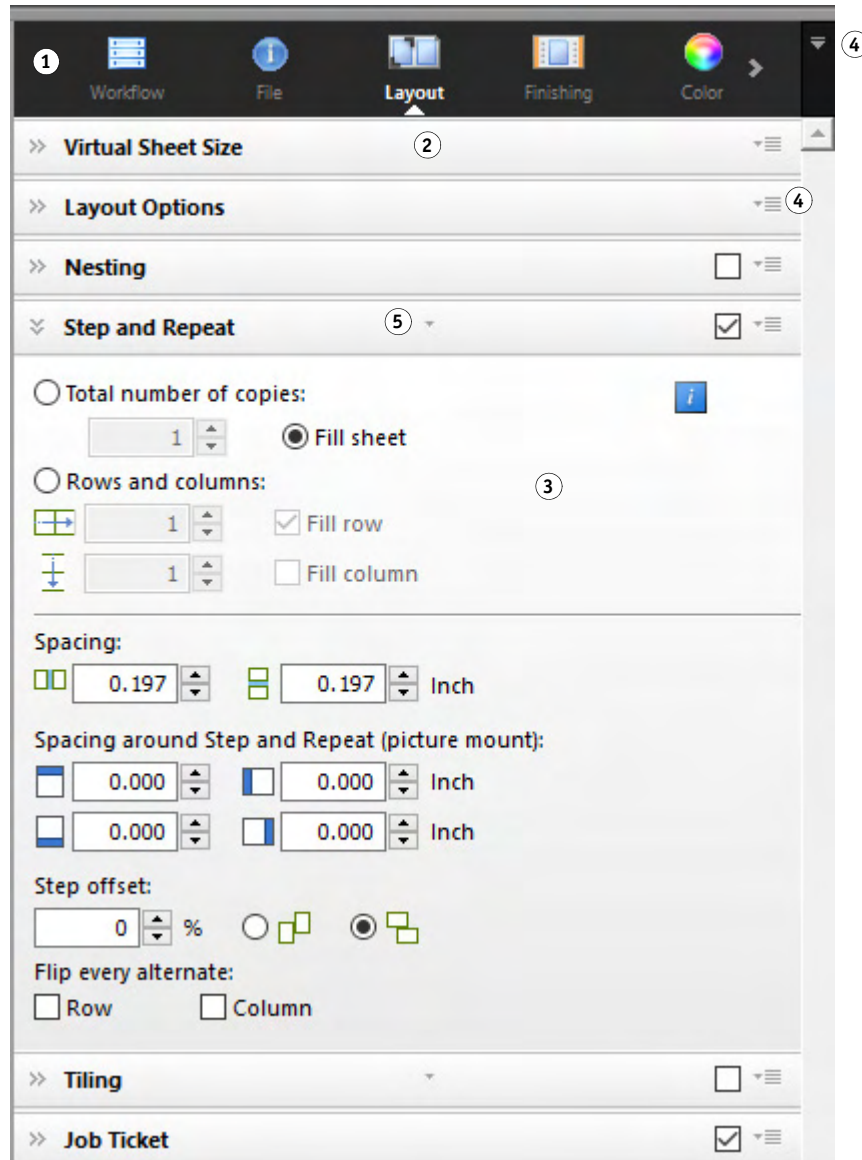 1 Workflow File Layout Finishing Color 4
Virtual Sheet Size 2
Layout Options 4
Nesting
Step and Repeat 5
Total number of copies: i
1 Fill sheet
Rows and columns: 3
1 Fill row
1 Fill column
Spacing:
0.197 0.197 Inch
Spacing around Step and Repeat (picture mount):
0.000 0.000 Inch
0.000 0.000 Inch
Step offset:
0 %
Flip every alternate:
Row Column
Tiling
Job Ticket